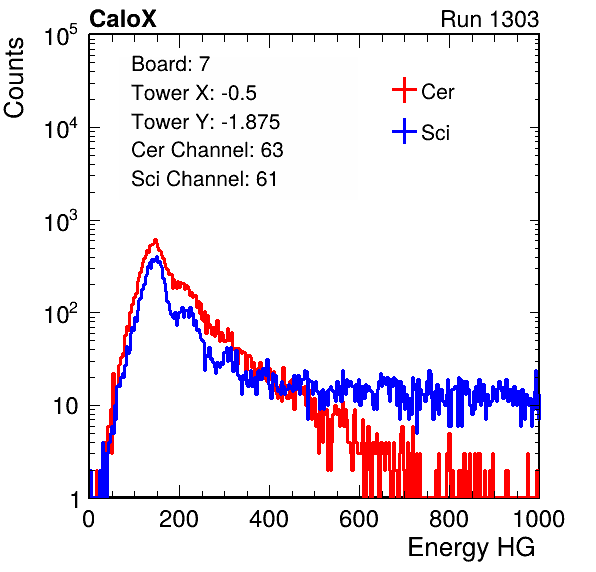 CaloX Run 1303
Counts
Board: 7
Tower X: -0.5
Tower Y: -1.875
Cer Channel: 63
Sci Channel: 61
Cer
Sci
10^5
10^4
10^3
10^2
10
1
0 200 400 600 800 1000
Energy HG